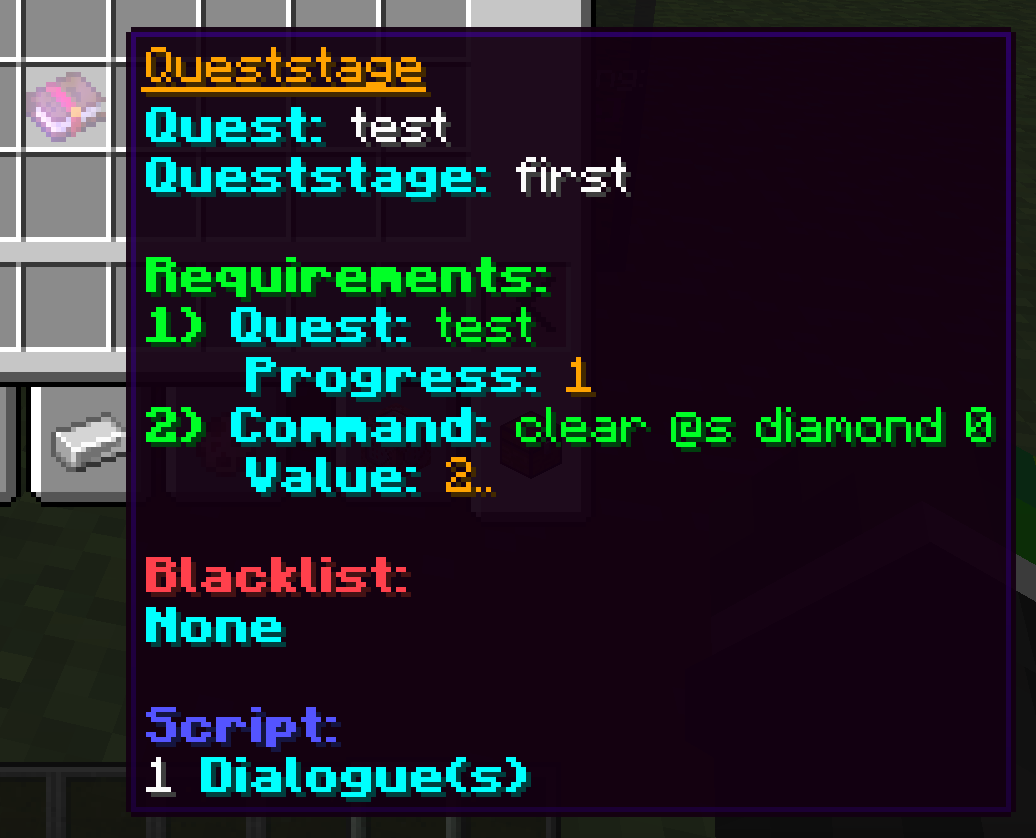 Queststage
Quest: test
Queststage: first
Requirements:
1) Quest: test
Progress: 1
2) Command: clear @s diamond 0
Value: 2..
Blacklist:
None
Script:
1 Dialogue(s)